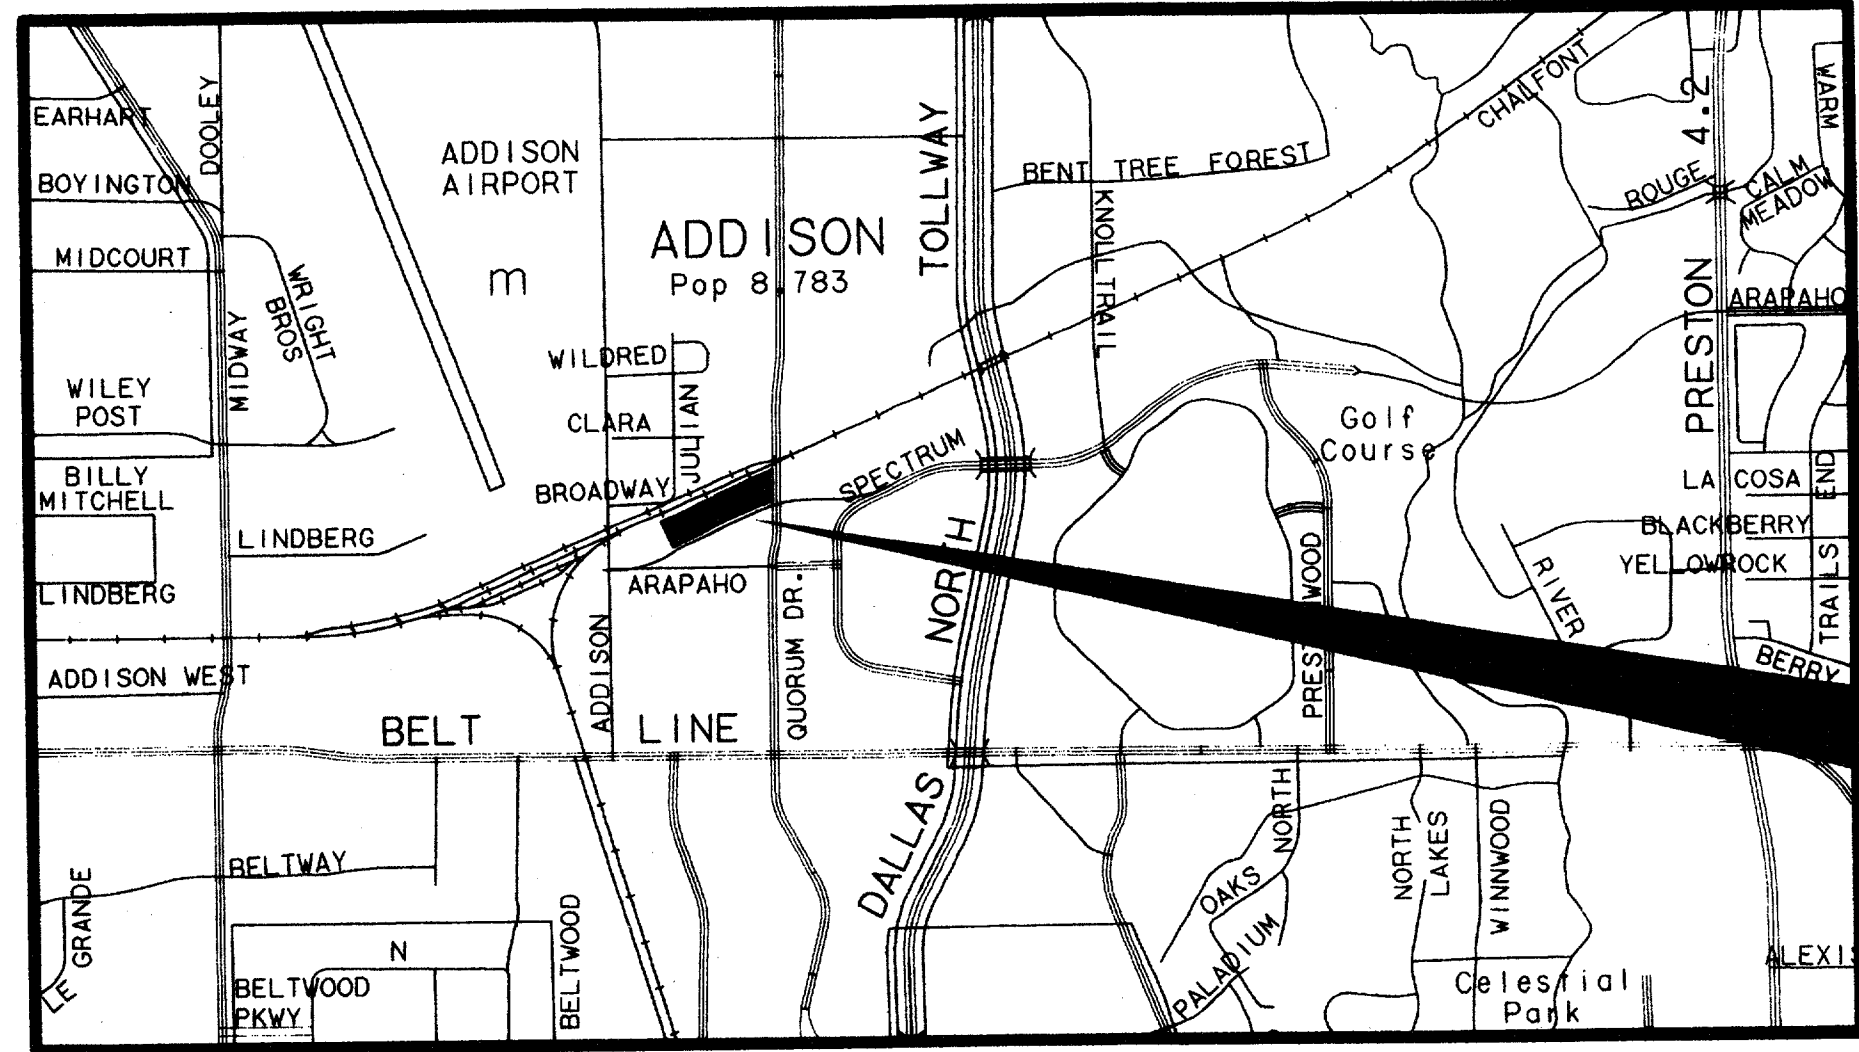 EARHART
DOOLEY
BOYINGTON
MIDCOURT
WRIGHT
BROS
MIDWAY
WILEY
POST
BILLY
MITCHELL
LINDBERG
LINDBERG
ADDISON WEST
ADDISON
AIRPORT
m
ADDISON
Pop 8,783
WILDRED
CLARA
JULIAN
BROADWAY
SPECTRUM
ARAPAHO
ADDISON
QUORUM DR.
BELT LINE
DALLAS NORTH TOLLWAY
BENT TREE FOREST
KNOLL TRAIL
CHALFONT
4.2
WARM
ROUGE
CALM
MEADOW
ARAPAHO
PRESTON
Golf
Course
LA COSA
BLACKBERRY
YELLOWROCK
TRAILS END
RIVER
BERRY
PRESTONWOOD
BELTWAY
LE GRANDE
N
BELTWOOD
PKWY
BELTWOOD
OAKS NORTH
PALADIUM
NORTH
LAKES
WINNWOOD
Celestial
Park
ALEXIS